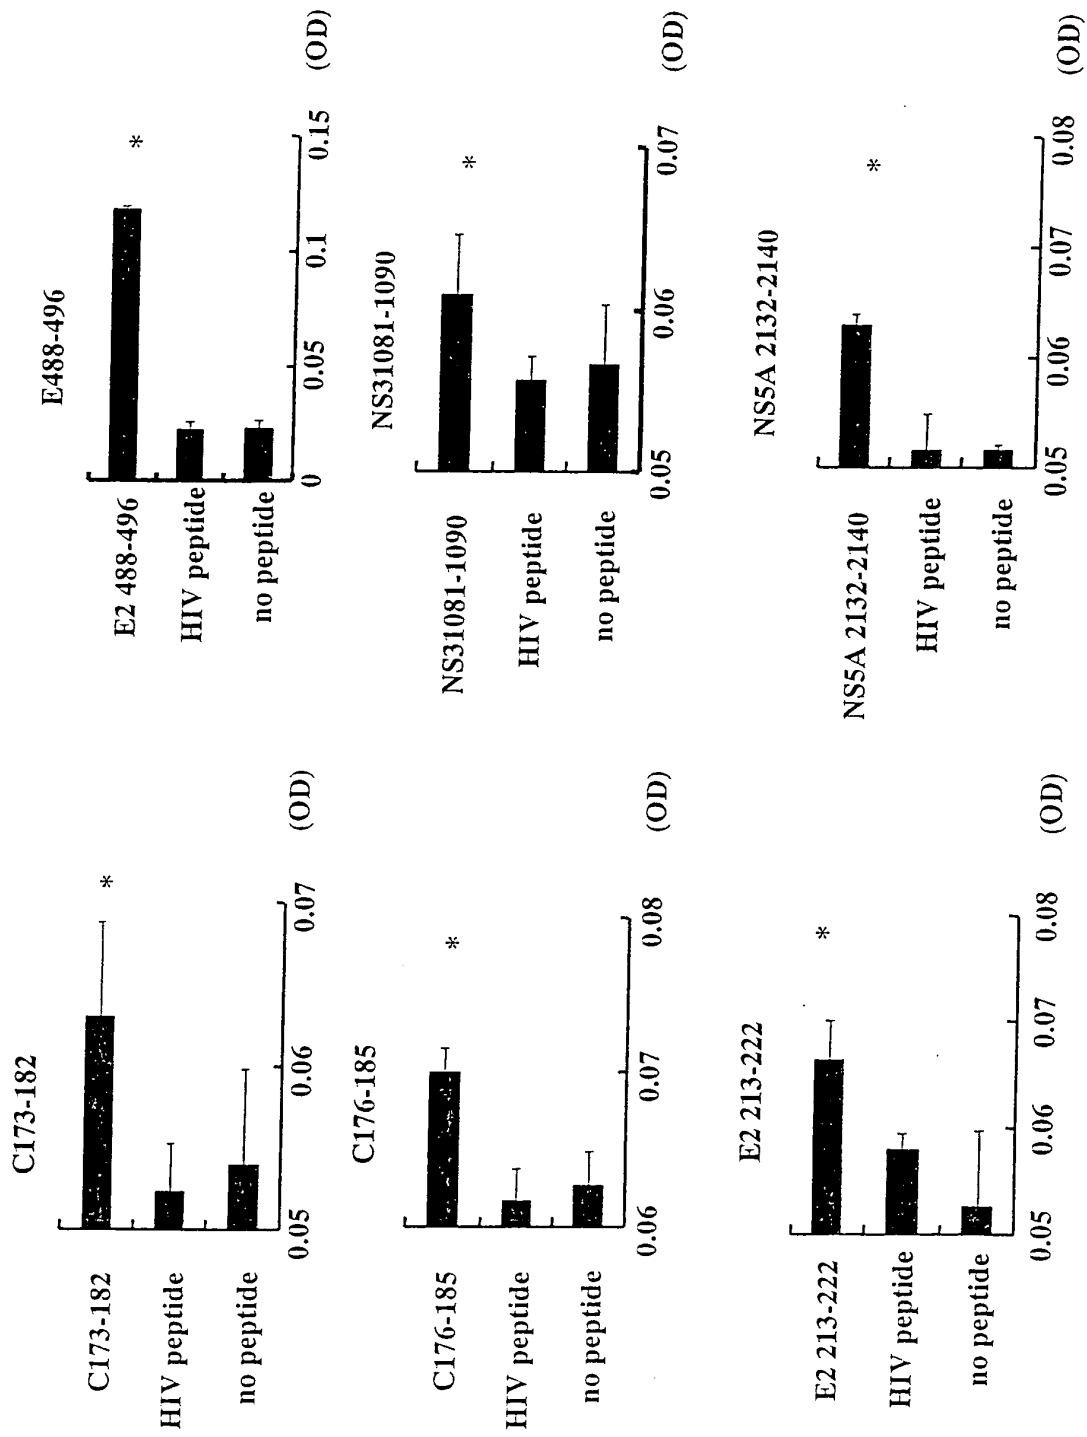 C173-182
C173-182
*
HIV peptide
no peptide
0.05
0.06
0.07
(OD)
E488-496
E2 488-496
*
HIV peptide
no peptide
0
0.05
0.1
0.15
(OD)
C176-185
C176-185
*
HIV peptide
no peptide
0.06
0.07
0.08
(OD)
NS31081-1090
NS31081-1090
*
HIV peptide
no peptide
0.05
0.06
0.07
(OD)
E2 213-222
E2 213-222
*
HIV peptide
no peptide
0.05
0.06
0.07
0.08
(OD)
NS5A 2132-2140
NS5A 2132-2140
*
HIV peptide
no peptide
0.05
0.06
0.07
0.08
(OD)